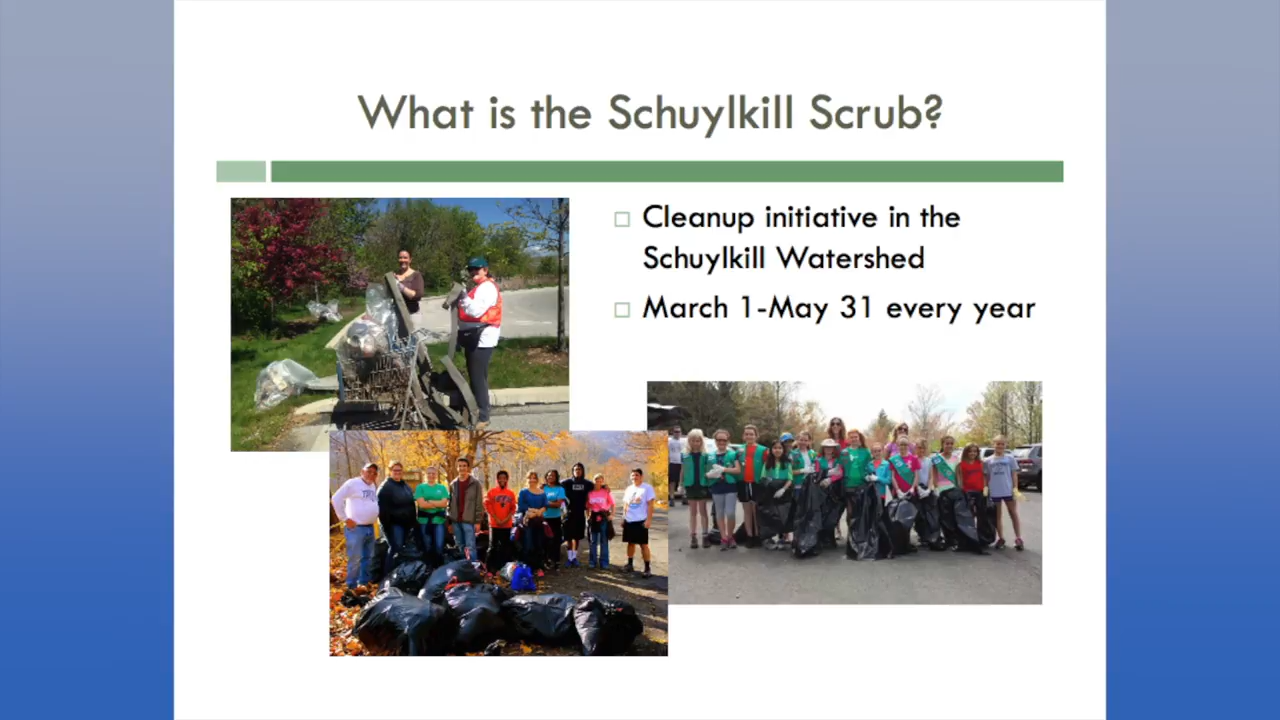 What is the Schuylkill Scrub?
Cleanup initiative in the
Schuylkill Watershed
March 1-May 31 every year